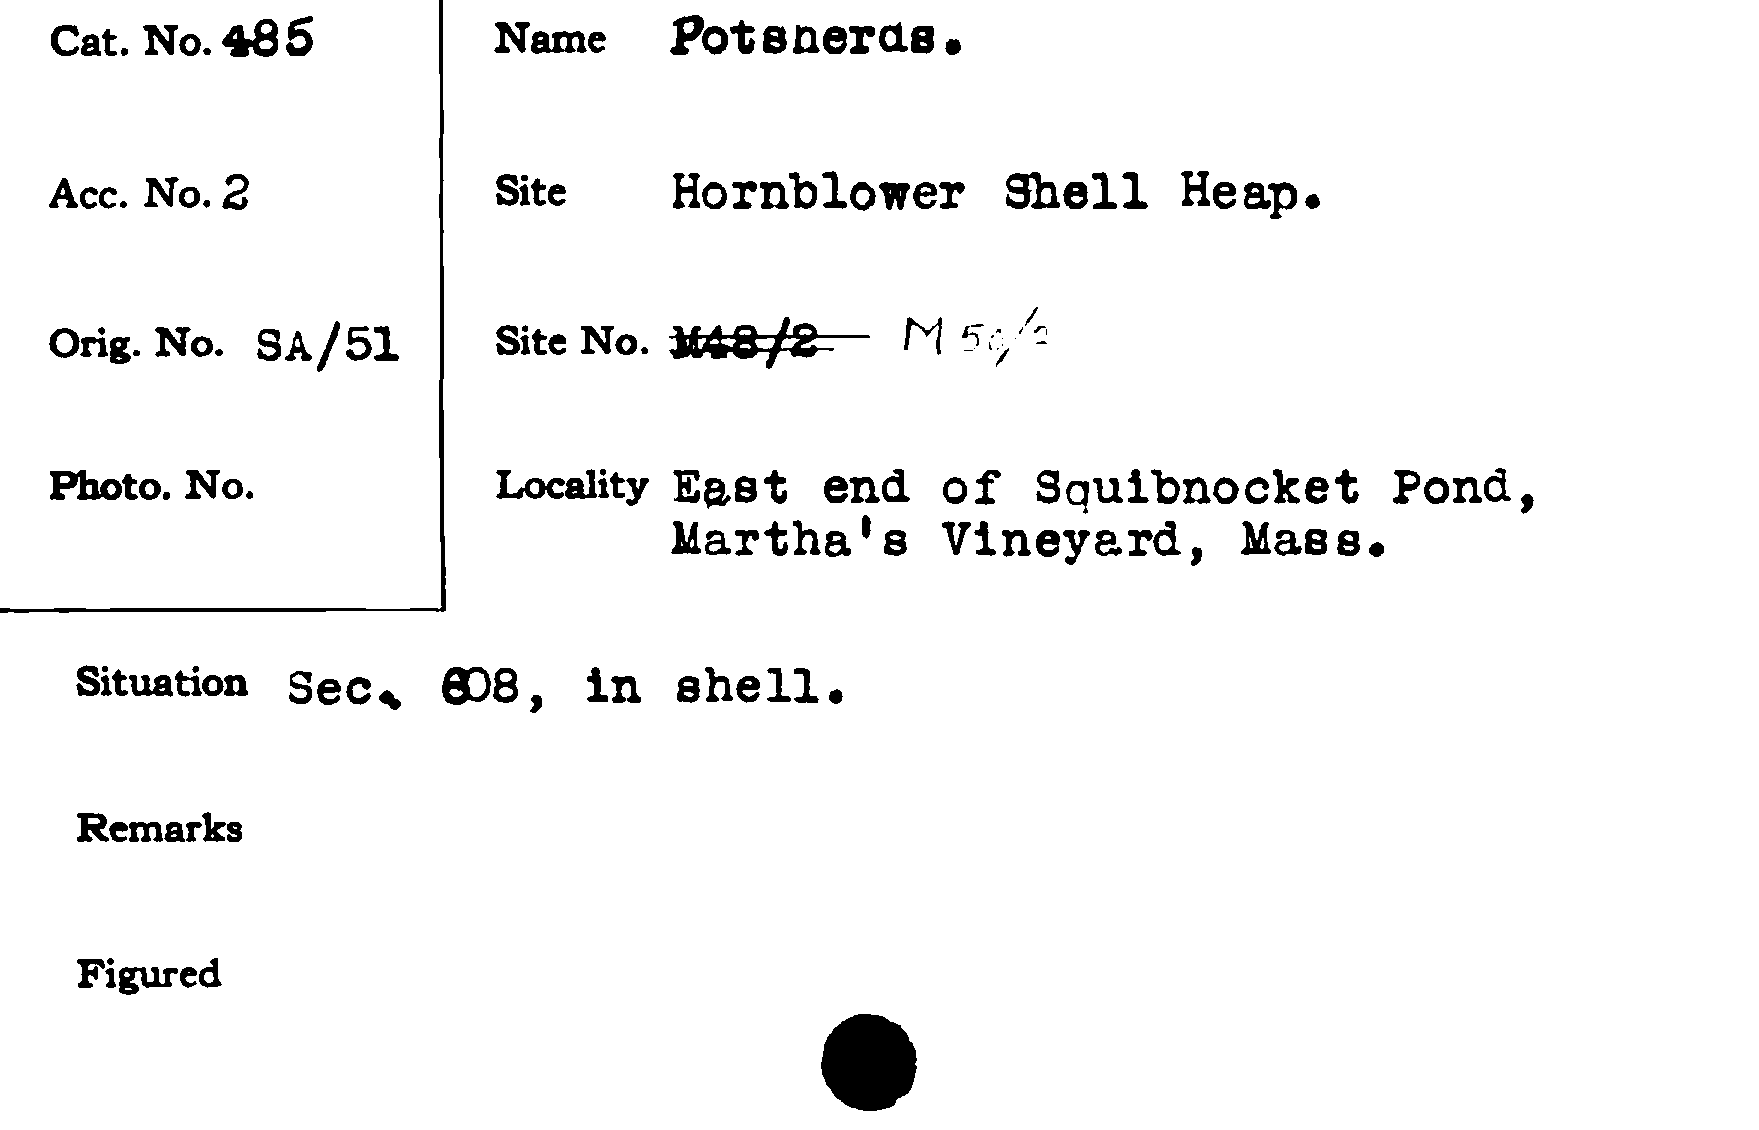 Cat. No. 485
Acc. No. 2
Orig. No. SA/51
Photo. No.
Name Potsherds.
Site Hornblower Shell Heap.
Site No. M48/2 M
Locality East end of Squibnocket Pond,
Martha's Vineyard, Mass.
Situation Sec. 608, in shell.
Remarks
Figured